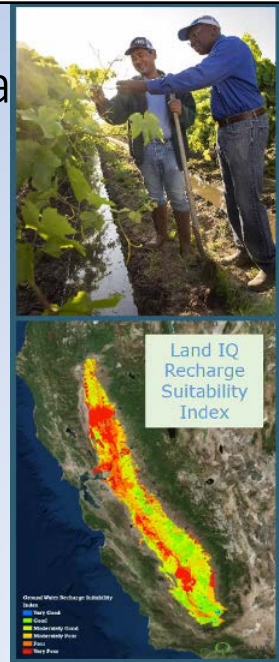 a
Land IQ
Recharge
Suitability
Index
Ground Water Recharge Suitability
Index
Very Good
Good
Moderately Good
Moderately Poor
Poor
Very Poor